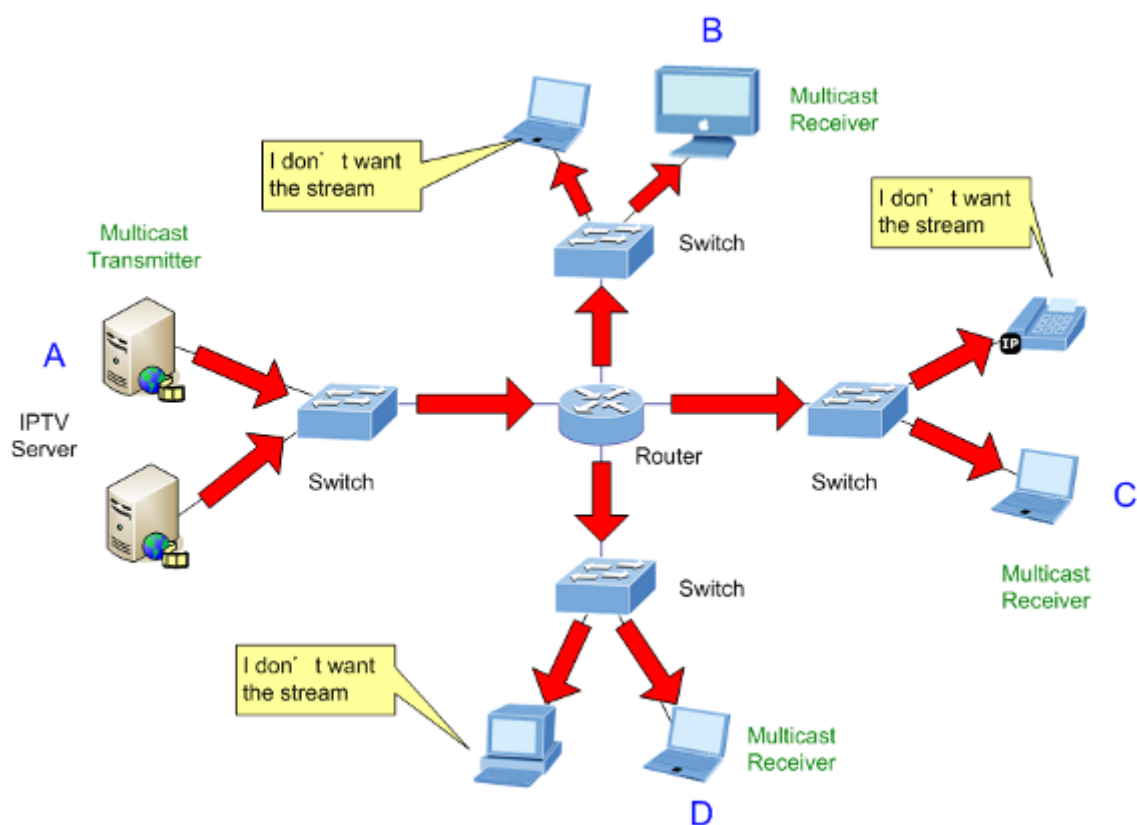 B
Multicast
Receiver
I don’ t want
the stream
I don’ t want
the stream
Switch
Multicast
Transmitter
A
IP
IPTV
Server
Switch
Router
Switch
C
Switch
Multicast
Receiver
I don’ t want
the stream
Multicast
Receiver
D